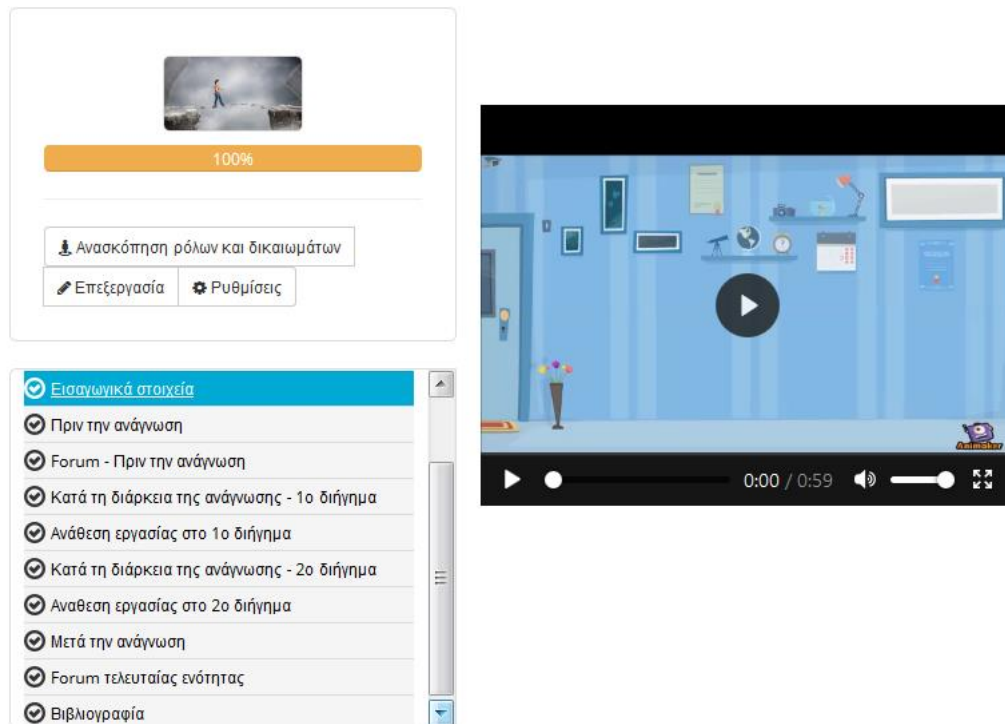 100%
Ανασκόπηση ρόλων και δικαιωμάτων
Επεξεργασία Ρυθμίσεις
Εισαγωγικά στοιχεία
Πριν την ανάγνωση
Forum - Πριν την ανάγνωση
Κατά τη διάρκεια της ανάγνωσης - 1ο διήγημα
Ανάθεση εργασίας στο 1ο διήγημα
Κατά τη διάρκεια της ανάγνωσης - 2ο διήγημα
Αναθεση εργασίας στο 2ο διήγημα
Μετά την ανάγνωση
Forum τελευταίας ενότητας
Βιβλιογραφία
Animaker
0:00 / 0:59